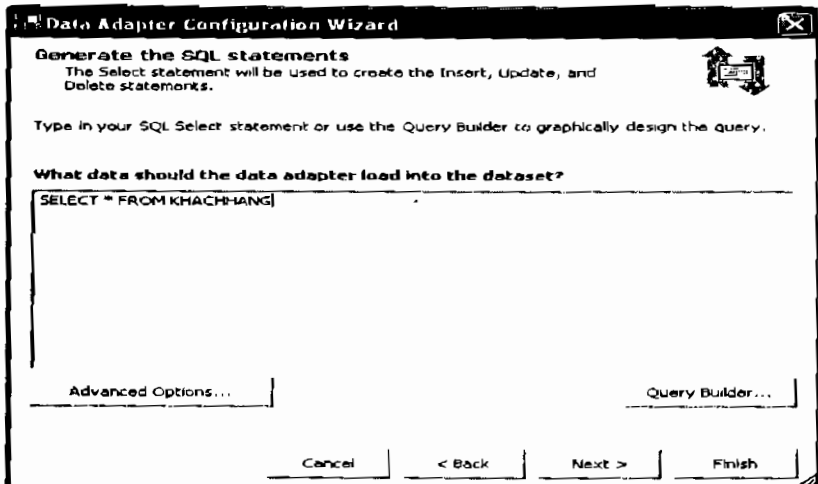 Data Adapter Configuration Wizard
Generate the SQL statements
The Select statement will be used to create the Insert, Update, and
Delete statements.
Type in your SQL Select statement or use the Query Builder to graphically design the query.
What data should the data adapter load into the dataset?
SELECT * FROM KHACHHANG
Advanced Options... Query Builder...
Cancel < Back Next > Finish